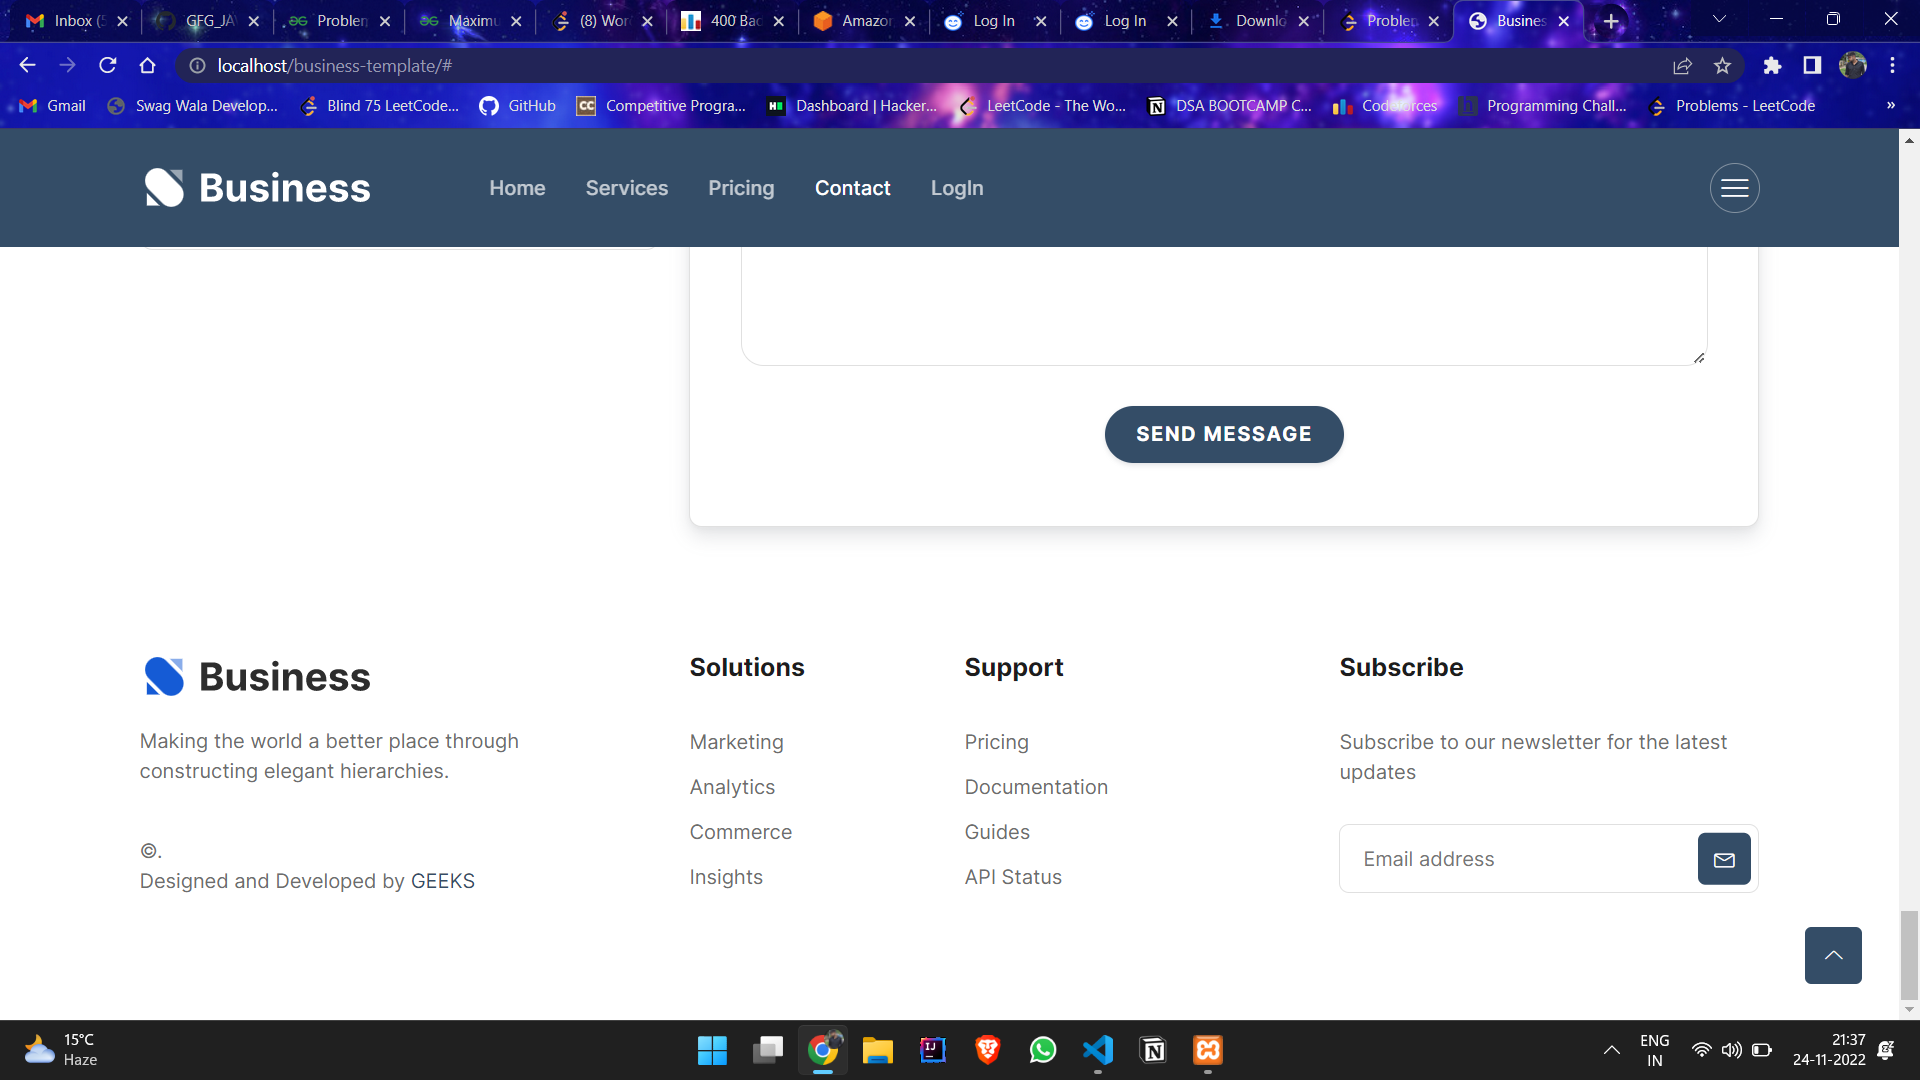 Inbox (5
GFG_JA
Problem
Maximu
(8) Wor
400 Bac
Amazon
Log In
Log In
Downlo
Problem
Busines
localhost/business-template/#
Gmail
Swag Wala Develop...
Blind 75 LeetCode...
GitHub
CC
Competitive Progra...
Dashboard | Hacker...
LeetCode - The Wo...
DSA BOOTCAMP C...
Codeforces
Programming Chall...
Problems - LeetCode
»
Business
Home
Services
Pricing
Contact
LogIn
SEND MESSAGE
Business
Making the world a better place through
constructing elegant hierarchies.
©.
Designed and Developed by GEEKS
Solutions
Marketing
Analytics
Commerce
Insights
Support
Pricing
Documentation
Guides
API Status
Subscribe
Subscribe to our newsletter for the latest
updates
Email address
15°C
Haze
ENG
IN
21:37
24-11-2022